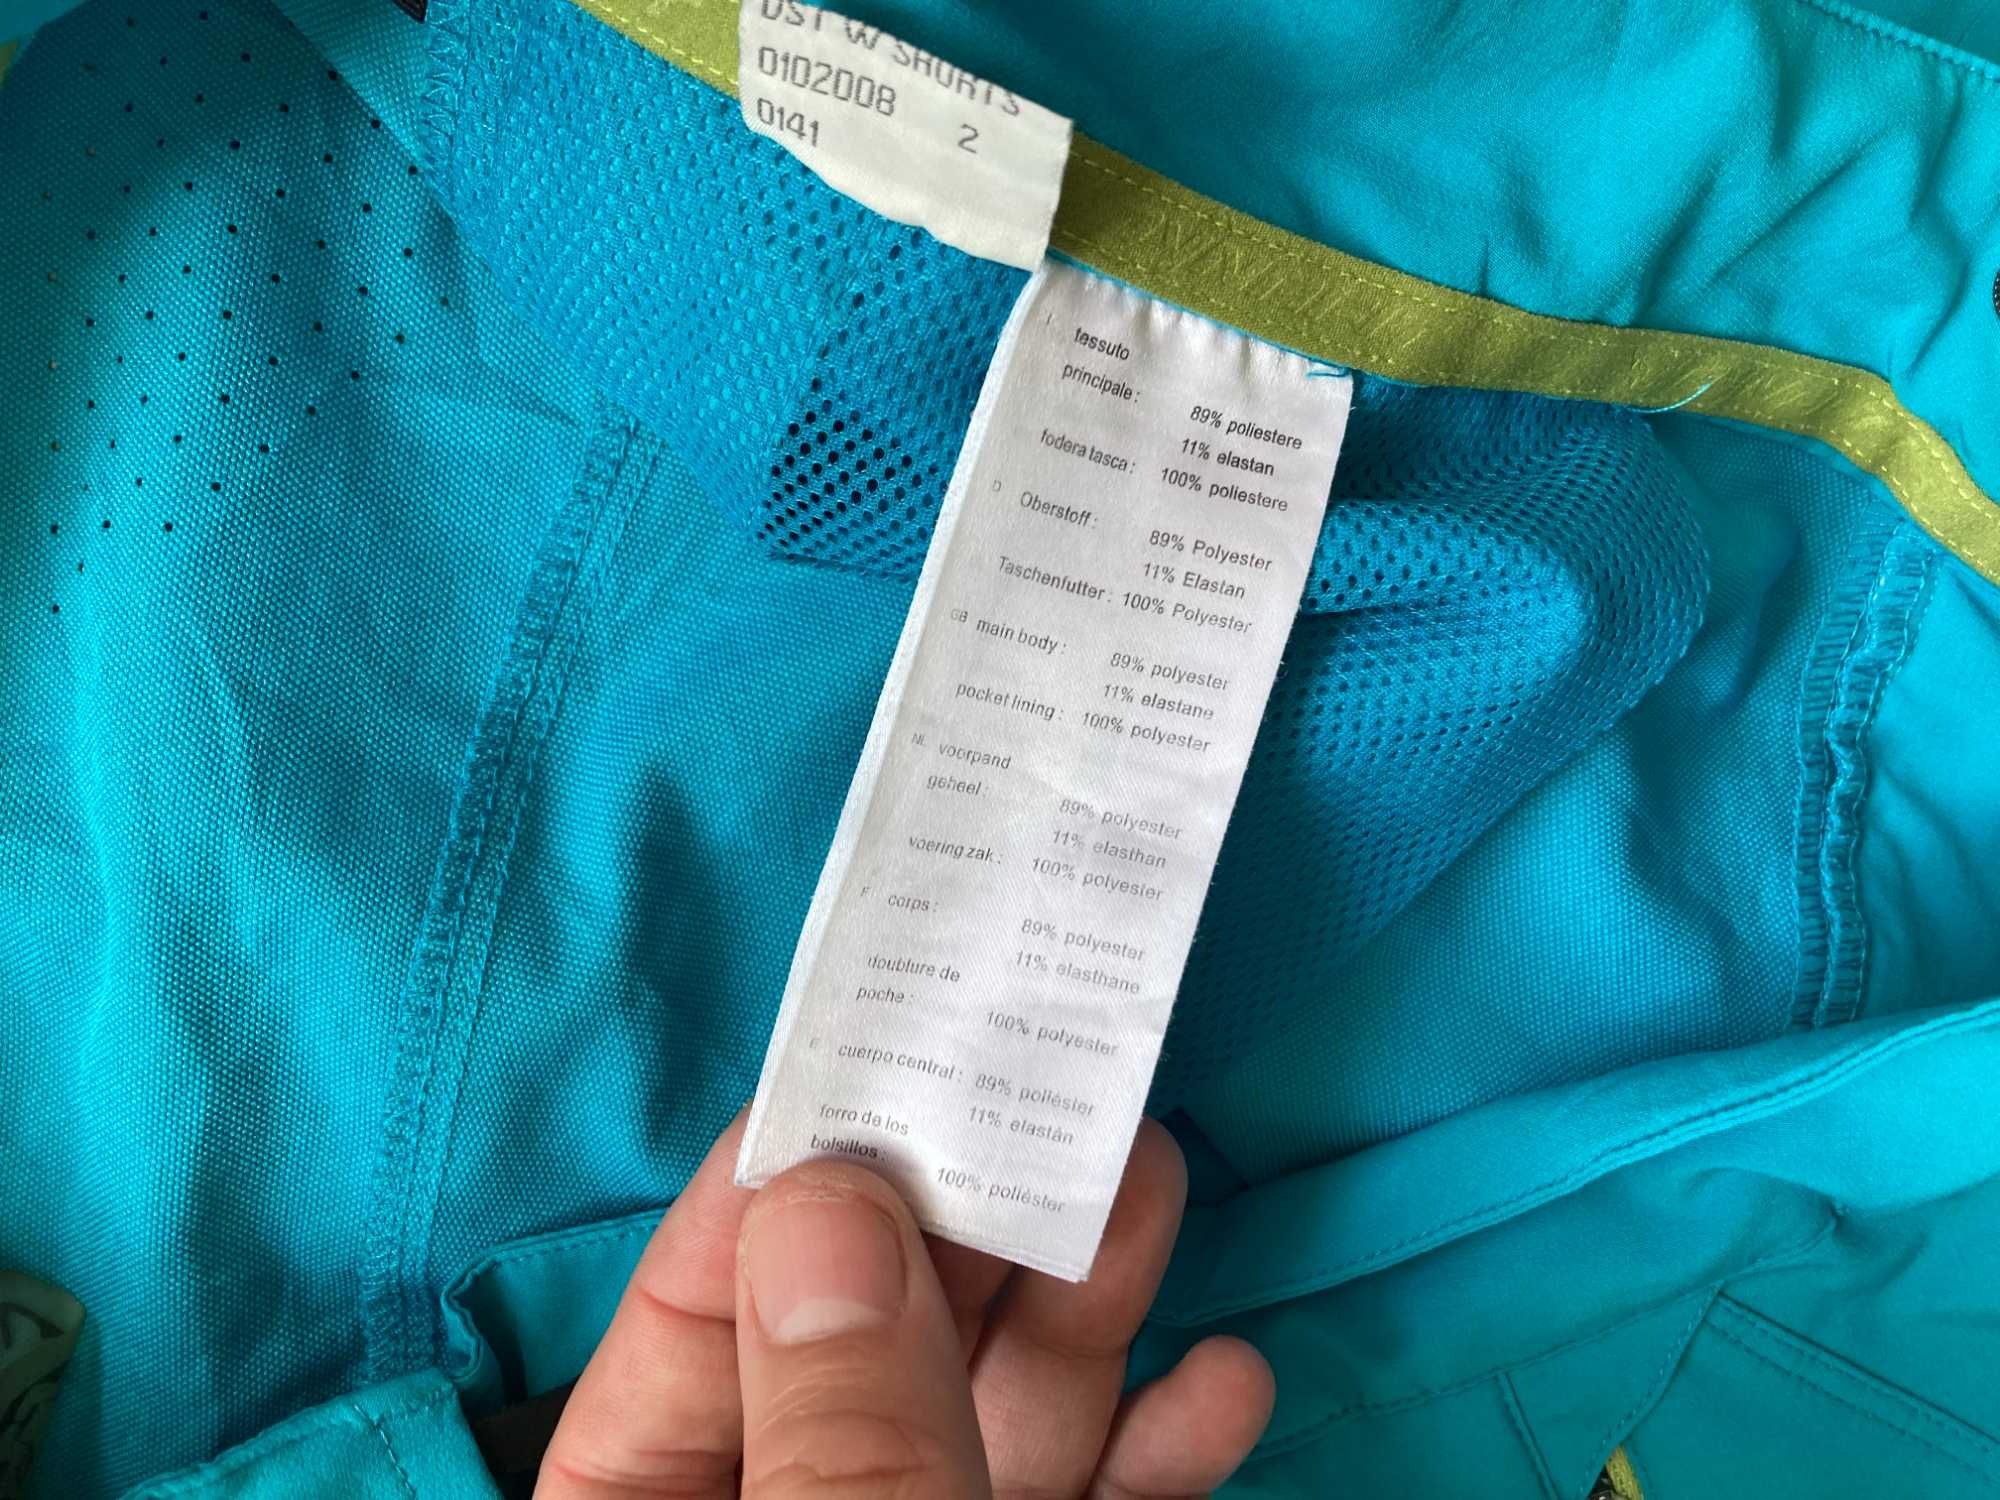 DST W SHORTS
0102008
0141 2
I tessuto
principale :
89% poliestere
11% elastan
fodera tasca : 100% poliestere
D Oberstoff :
89% Polyester
11% Elastan
Taschenfutter : 100% Polyester
GB main body :
89% polyester
11% elastane
pocket lining : 100% polyester
NL voorpand
geheel :
89% polyester
11% elasthan
voering zak : 100% polyester
F corps :
89% polyester
11% elasthane
doublure de
poche :
100% polyester
E cuerpo central : 89% poliéster
11% elastán
forro de los
bolsillos :
100% poliéster